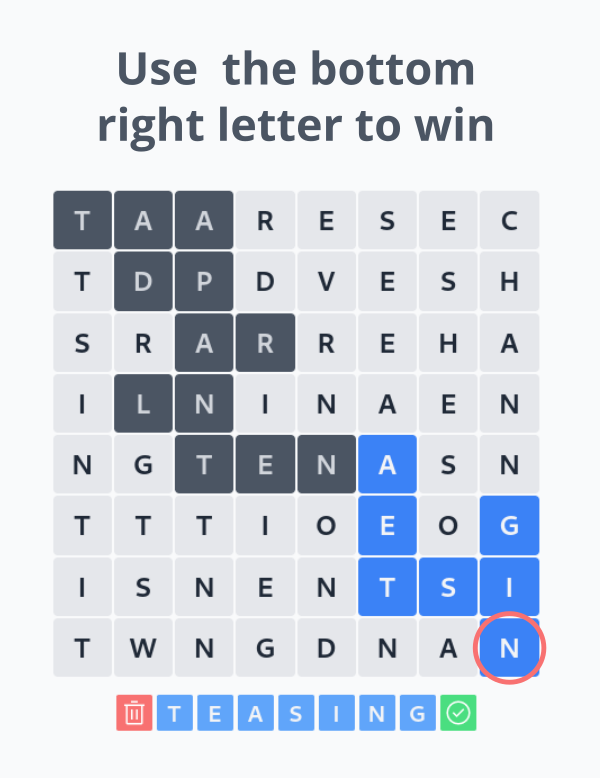 Use the bottom
right letter to win
T A A R E S E C
T D P D V E S H
S R A R R E H A
I L N I N A E N
N G T E N A S N
T T T I O E O G
I S N E N T S I
T W N G D N A N
T E A S I N G